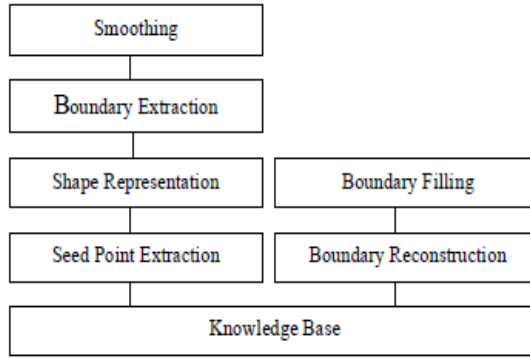 Smoothing
Boundary Extraction
Shape Representation
Boundary Filling
Seed Point Extraction
Boundary Reconstruction
Knowledge Base